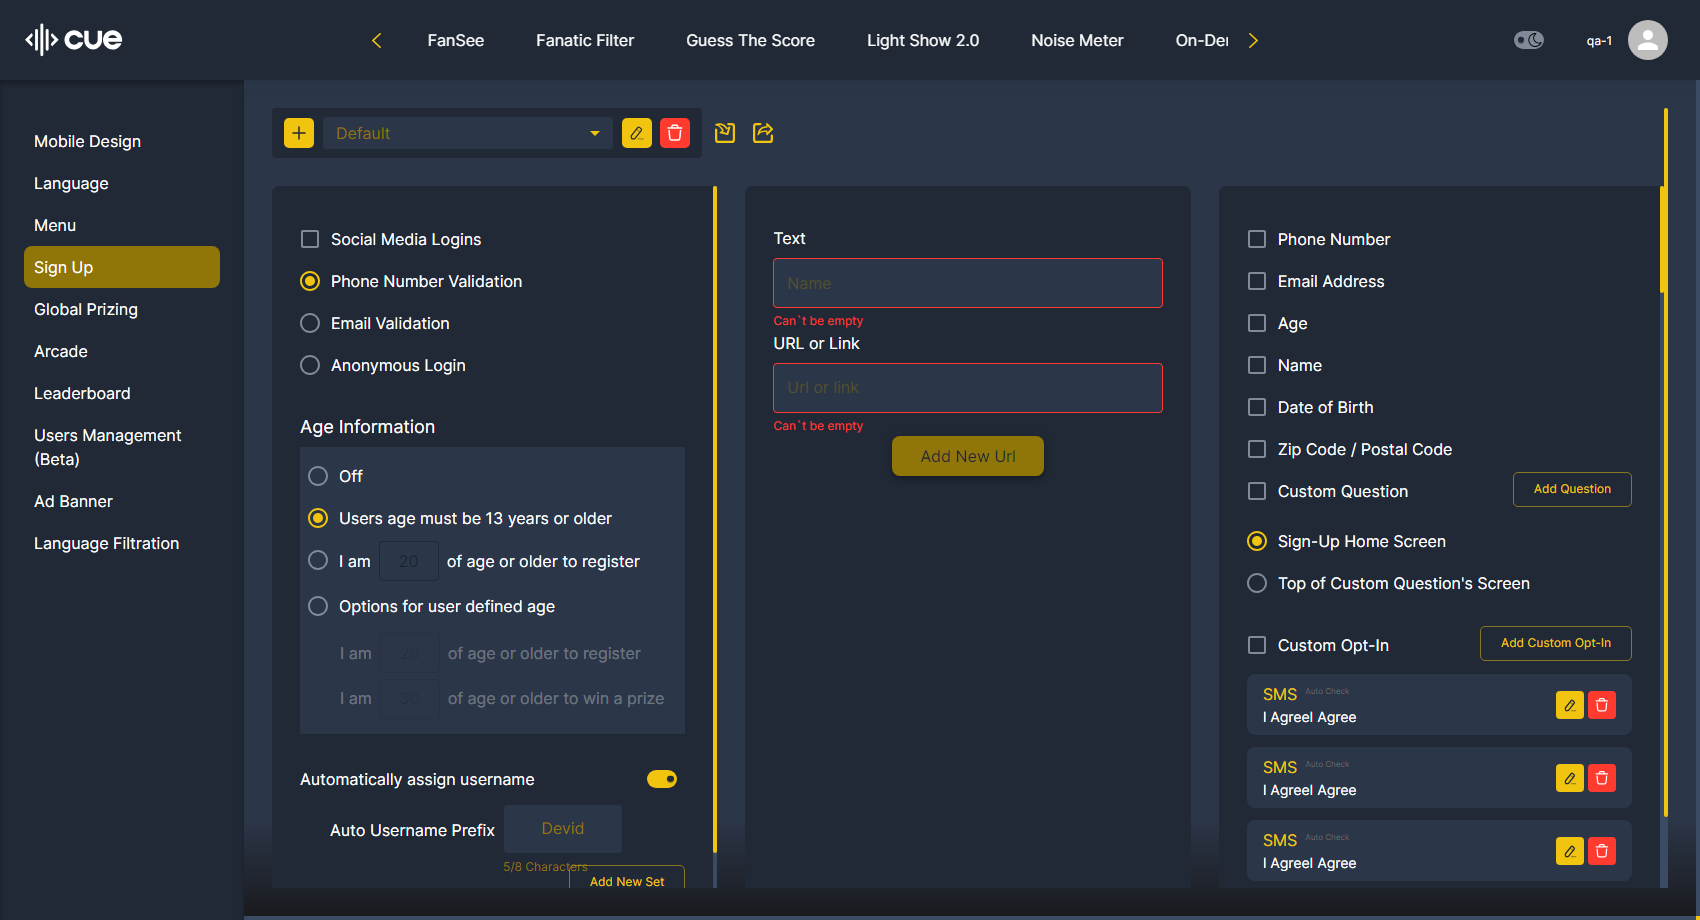 cue
FanSee
Fanatic Filter
Guess The Score
Light Show 2.0
Noise Meter
On-De
qa-1
Mobile Design
Language
Menu
Sign Up
Global Prizing
Arcade
Leaderboard
Users Management
(Beta)
Ad Banner
Language Filtration
Default
Social Media Logins
Phone Number Validation
Email Validation
Anonymous Login
Age Information
Off
Users age must be 13 years or older
I am 20 of age or older to register
Options for user defined age
I am 20 of age or older to register
I am 30 of age or older to win a prize
Automatically assign username
Auto Username Prefix Devid
5/8 Characters
Add New Set
Text
Name
Can`t be empty
URL or Link
Url or link
Can`t be empty
Add New Url
Phone Number
Email Address
Age
Name
Date of Birth
Zip Code / Postal Code
Custom Question Add Question
Sign-Up Home Screen
Top of Custom Question's Screen
Custom Opt-In Add Custom Opt-In
SMS Auto Check
I Agreel Agree
SMS Auto Check
I Agreel Agree
SMS Auto Check
I Agreel Agree